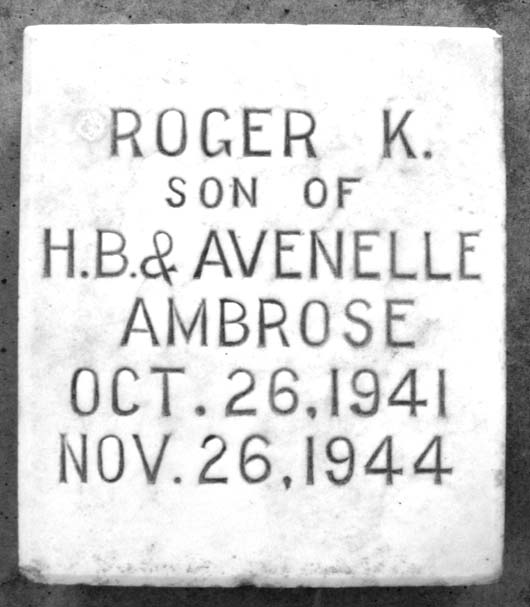 ROGER K.
SON OF
H.B.& AVENELLE
AMBROSE
OCT. 26, 1941
NOV. 26, 1944